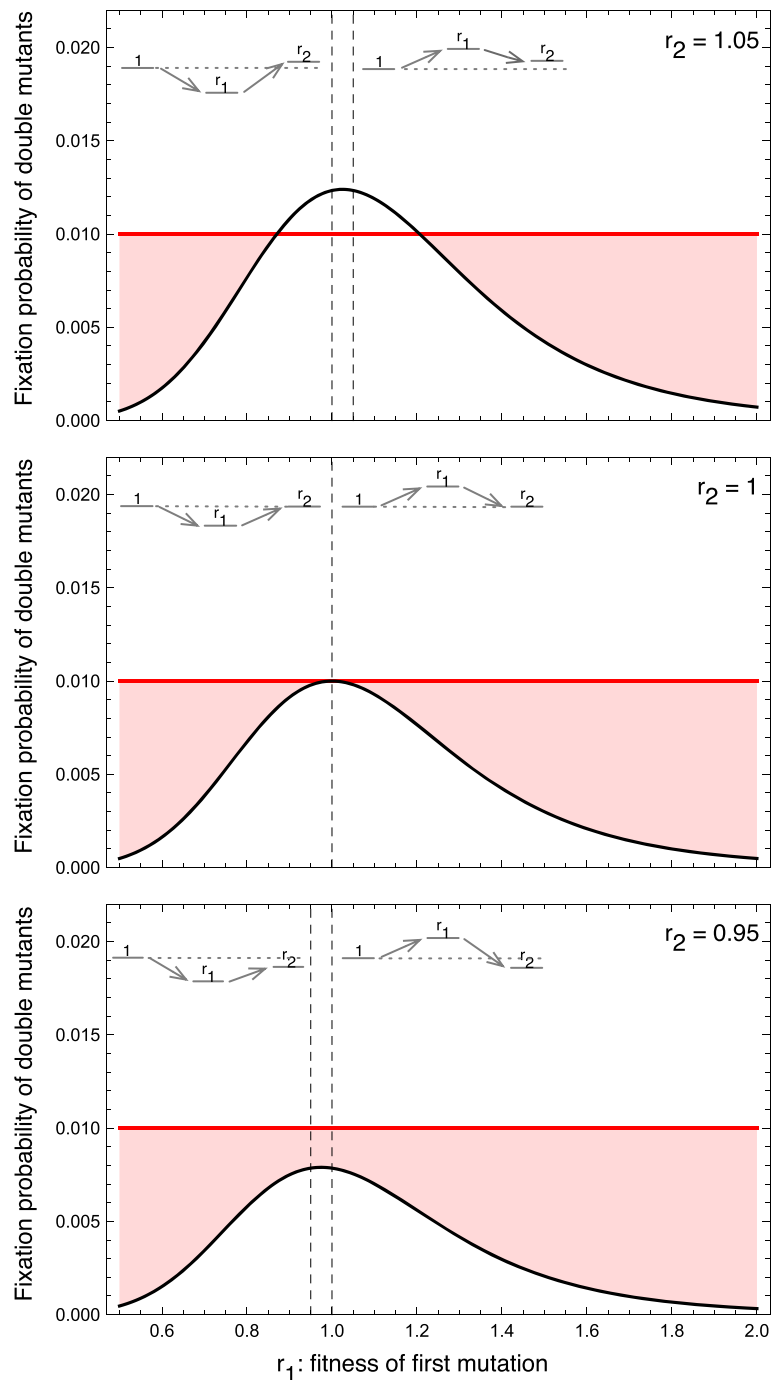 Fixation probability of double mutants
0.020
0.015
0.010
0.005
0.000
1
r1
r2
1
r1
r2
r2 = 1.05
Fixation probability of double mutants
0.020
0.015
0.010
0.005
0.000
1
r1
r2
1
r1
r2
r2 = 1
Fixation probability of double mutants
0.020
0.015
0.010
0.005
0.000
1
r1
r2
1
r1
r2
r2 = 0.95
0.6 0.8 1.0 1.2 1.4 1.6 1.8 2.0
r1: fitness of first mutation